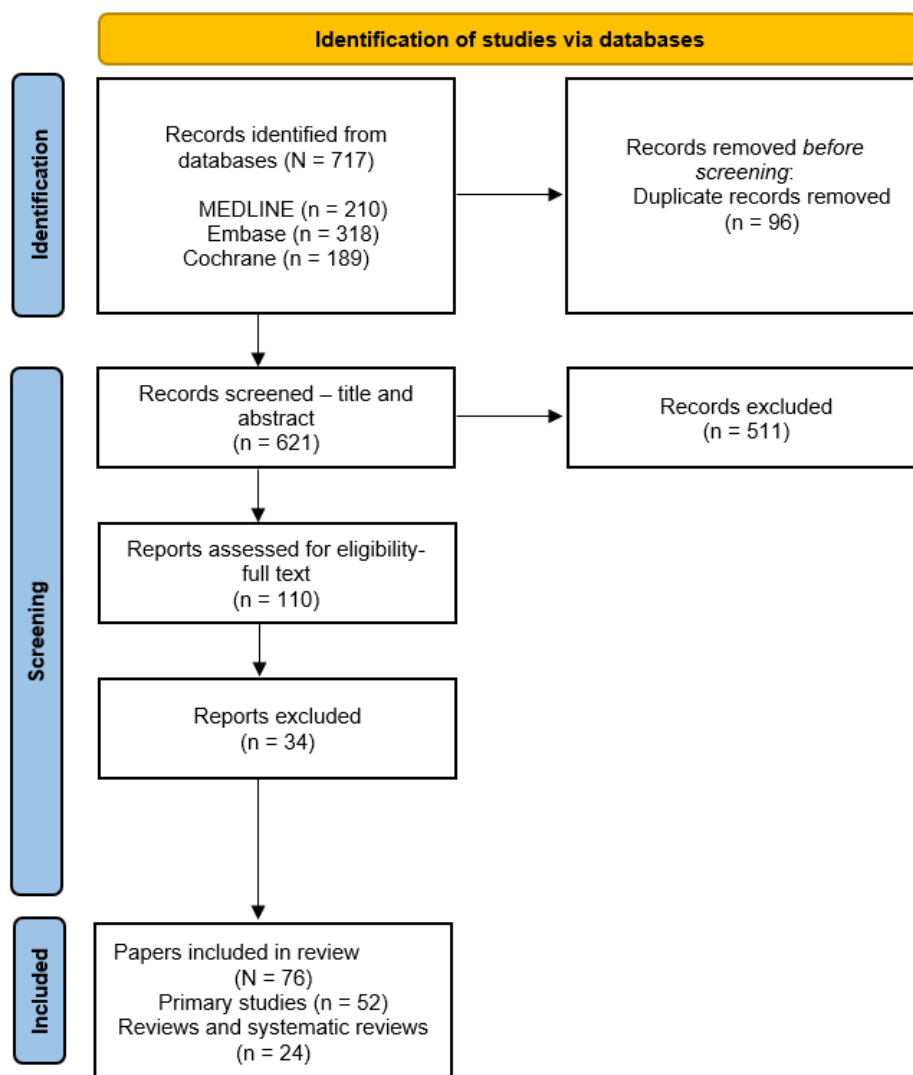 Identification of studies via databases
Identification
Records identified from
databases (N = 717)
MEDLINE (n = 210)
Embase (n = 318)
Cochrane (n = 189)
Records removed before
screening:
Duplicate records removed
(n = 96)
Screening
Records screened – title and
abstract
(n = 621)
Records excluded
(n = 511)
Reports assessed for eligibility-
full text
(n = 110)
Reports excluded
(n = 34)
Included
Papers included in review
(N = 76)
Primary studies (n = 52)
Reviews and systematic reviews
(n = 24)